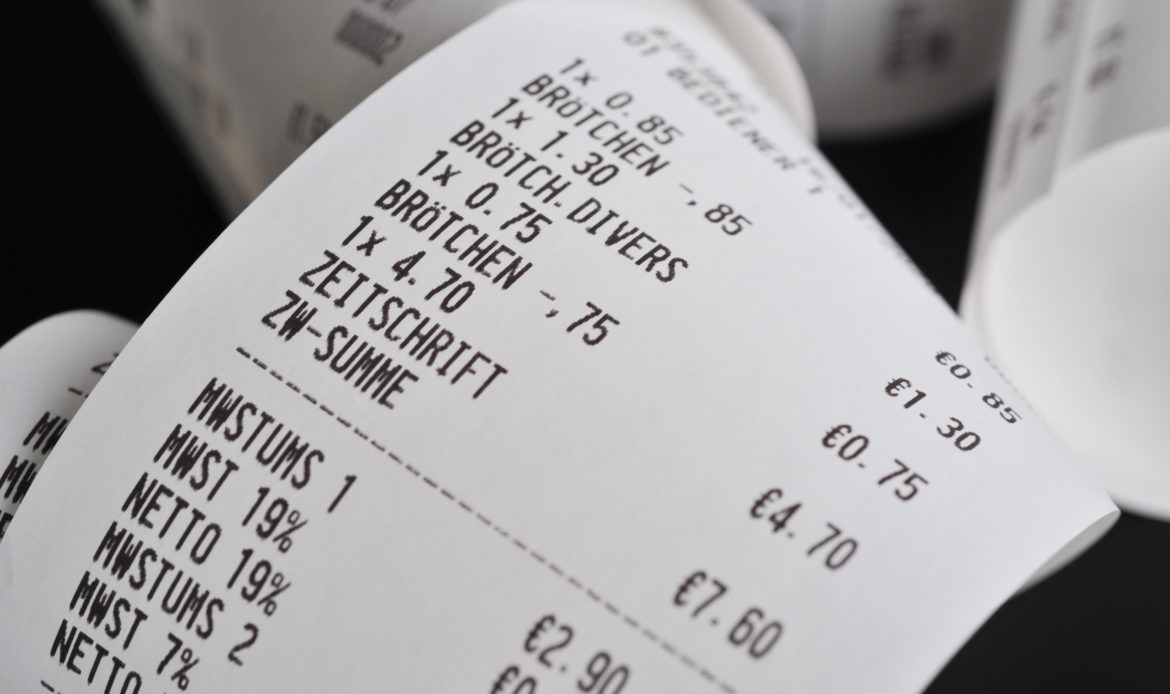 01 BEDIENER 1
1x 0.85
BRöTCHEN -,85 €0.85
1x 1.30
BRöTCH.DIVERS €1.30
1x 0.75
BRöTCHEN -,75 €0.75
1x 4.70
ZEITSCHRIFT €4.70
ZW-SUMME €7.60
MWSTUMS 1 €2.90
MWST 19%
NETTO 19%
MWSTUMS 2
MWST 7%
NETTO